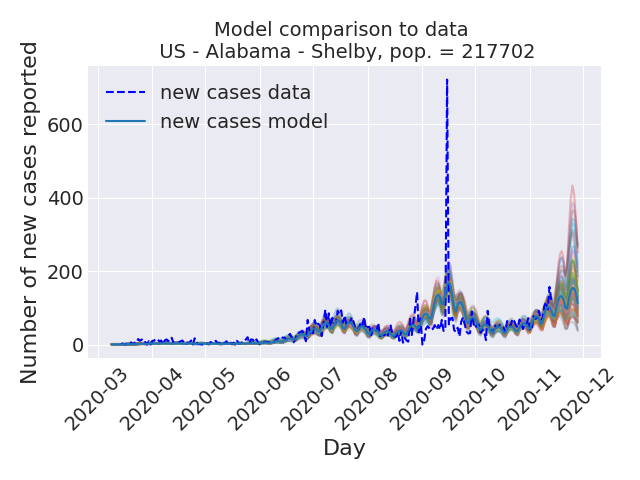 Model comparison to data
US - Alabama - Shelby, pop. = 217702
Number of new cases reported
new cases data
new cases model
600
400
200
0
2020-03
2020-04
2020-05
2020-06
2020-07
2020-08
2020-09
2020-10
2020-11
2020-12
Day